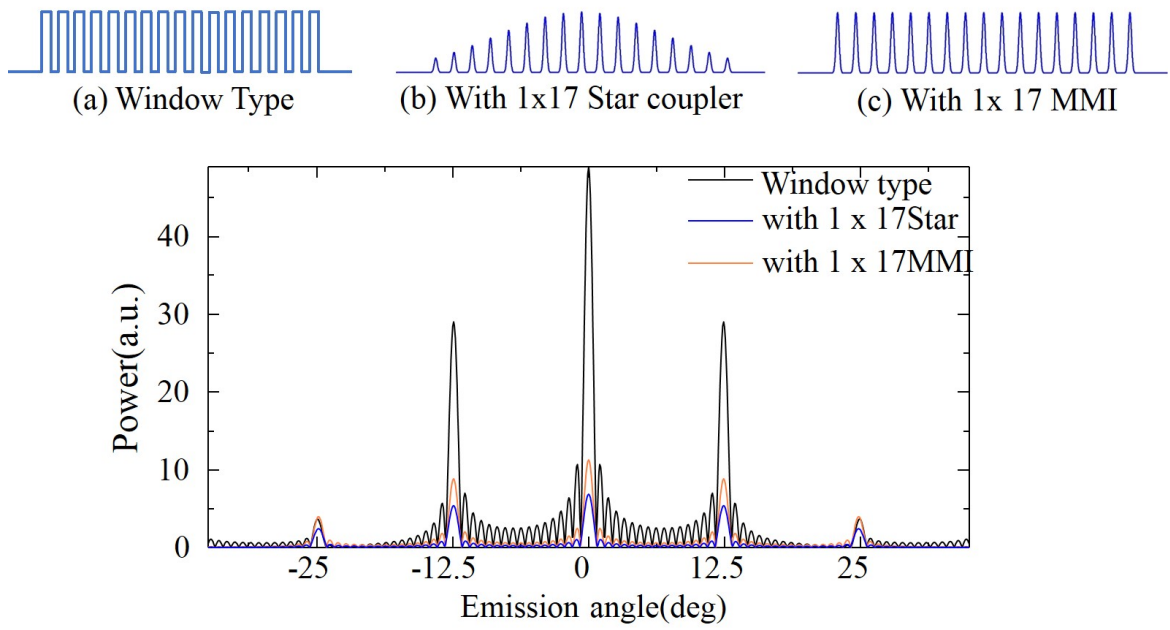 (a) Window Type
(b) With 1x17 Star coupler
(c) With 1x 17 MMI
Window type
with 1 x 17Star
with 1 x 17MMI
40
30
20
10
0
Power(a.u.)
-25 -12.5 0 12.5 25
Emission angle(deg)